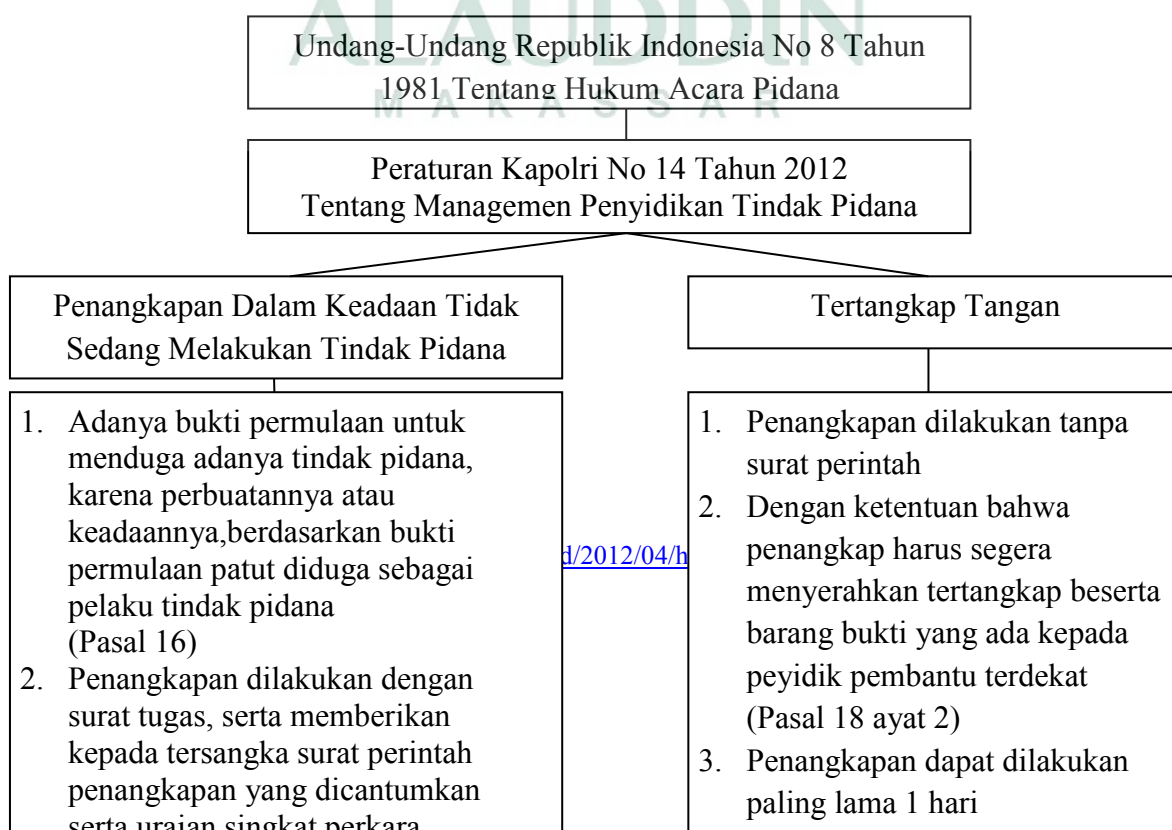 ALAUDDIN
MAKASSAR
Undang-Undang Republik Indonesia No 8 Tahun
1981 Tentang Hukum Acara Pidana
Peraturan Kapolri No 14 Tahun 2012
Tentang Managemen Penyidikan Tindak Pidana
Penangkapan Dalam Keadaan Tidak
Sedang Melakukan Tindak Pidana
1. Adanya bukti permulaan untuk
menduga adanya tindak pidana,
karena perbuatannya atau
keadaannya,berdasarkan bukti
permulaan patut diduga sebagai
pelaku tindak pidana
(Pasal 16)
2. Penangkapan dilakukan dengan
surat tugas, serta memberikan
kepada tersangka surat perintah
penangkapan yang dicantumkan
serta uraian singkat perkara
d/2012/04/h
Tertangkap Tangan
1. Penangkapan dilakukan tanpa
surat perintah
2. Dengan ketentuan bahwa
penangkap harus segera
menyerahkan tertangkap beserta
barang bukti yang ada kepada
peyidik pembantu terdekat
(Pasal 18 ayat 2)
3. Penangkapan dapat dilakukan
paling lama 1 hari